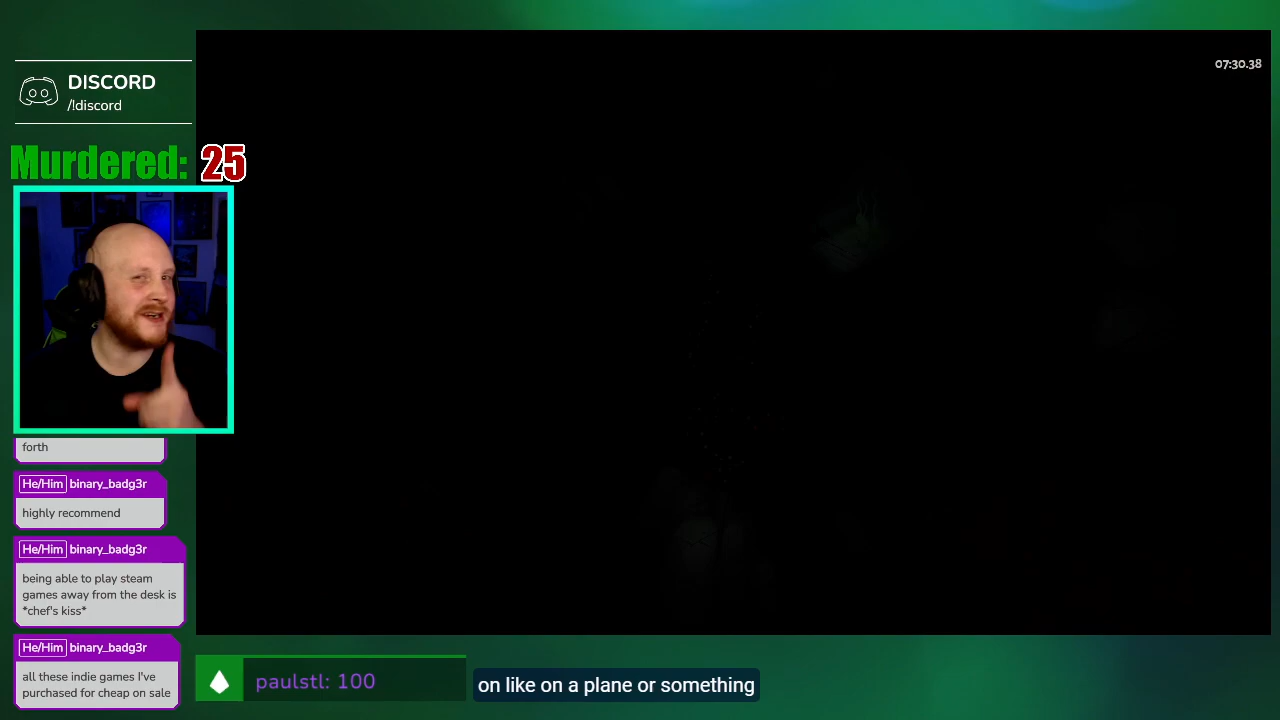 DISCORD
/!discord
07:30.38
Murdered: 25
forth
He/Him binary_badg3r
highly recommend
He/Him binary_badg3r
being able to play steam
games away from the desk is
*chef's kiss*
He/Him binary_badg3r
all these indie games I've
purchased for cheap on sale
paulstl: 100
on like on a plane or something